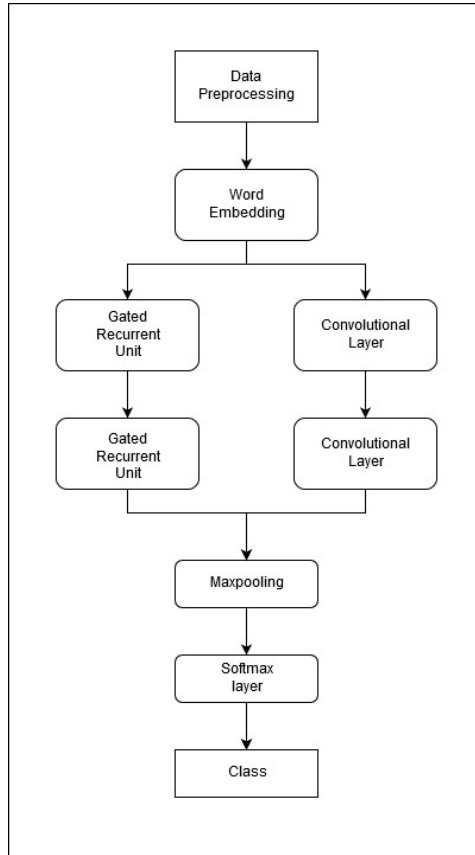 Data
Preprocessing
Word
Embedding
Gated
Recurrent
Unit
Convolutional
Layer
Gated
Recurrent
Unit
Convolutional
Layer
Maxpooling
Softmax
layer
Class